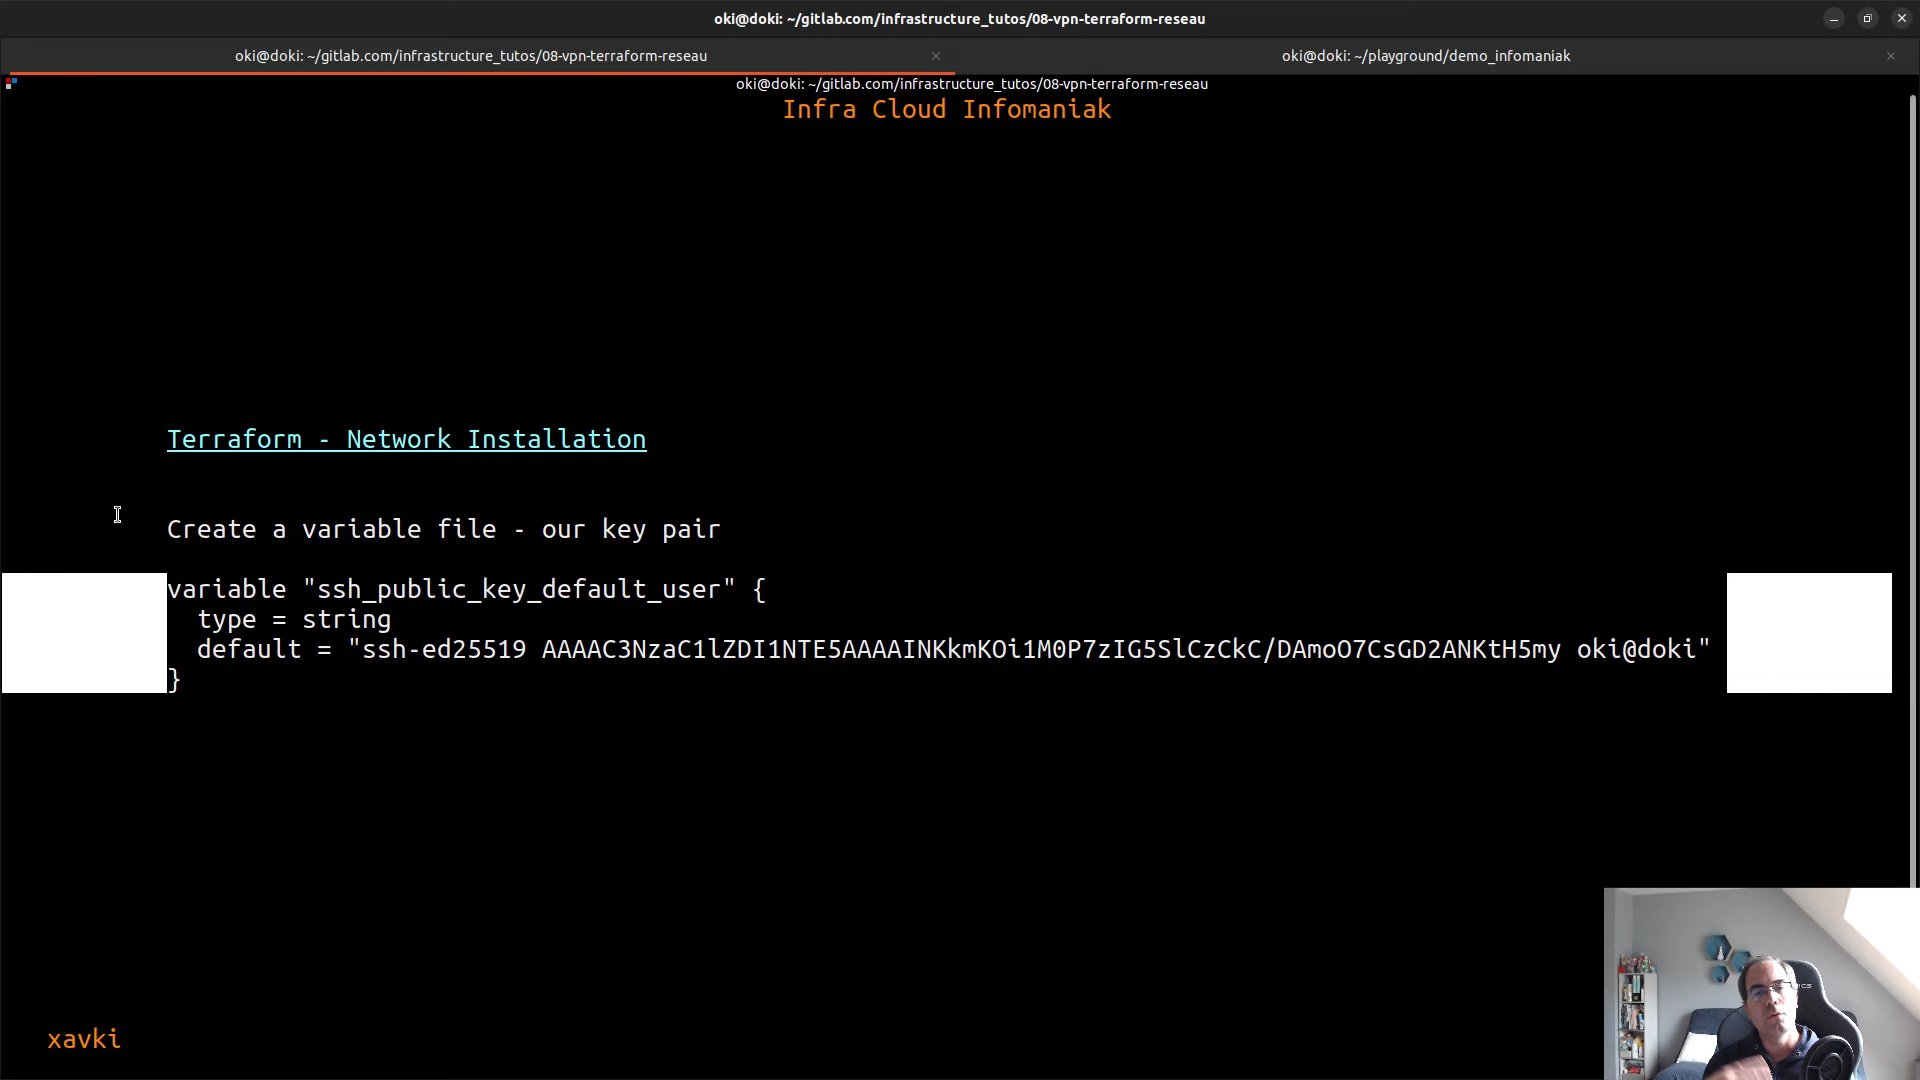 oki@doki: ~/gitlab.com/infrastructure_tutos/08-vpn-terraform-reseau
oki@doki: ~/gitlab.com/infrastructure_tutos/08-vpn-terraform-reseau
oki@doki: ~/playground/demo_infomaniak
oki@doki: ~/gitlab.com/infrastructure_tutos/08-vpn-terraform-reseau
Infra Cloud Infomaniak
Terraform - Network Installation
Create a variable file - our key pair
variable "ssh_public_key_default_user" {
type = string
default = "ssh-ed25519 AAAAC3NzaC1lZDI1NTE5AAAAINKkmKOi1M0P7zIG5SlCzCkC/DAmoO7CsGD2ANKtH5my oki@doki"
}
xavki